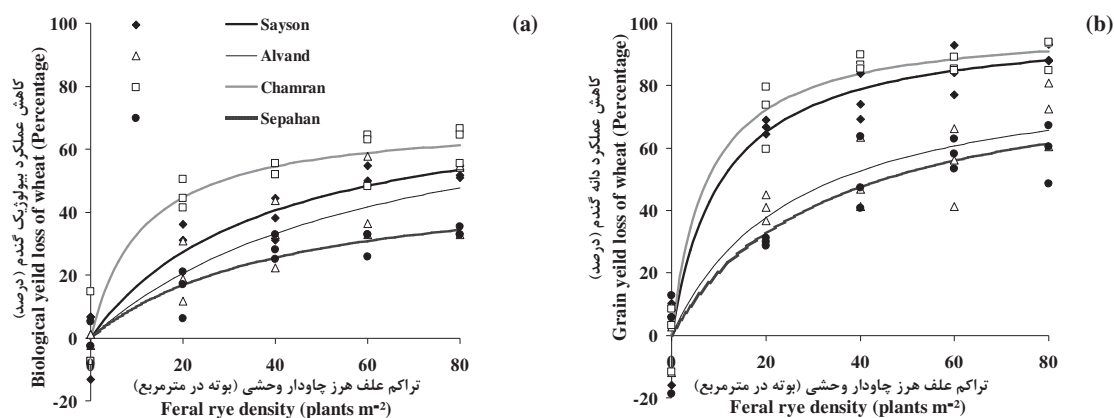 (a)
کاهش عملکرد بیولوژیک گندم (درصد)
Biological yeild loss of wheat (Percentage)
100
80
60
40
20
0
-20
Sayson
Alvand
Chamran
Sepahan
0 20 40 60 80
تراکم علف هرز چاودار وحشی (بوته در مترمربع)
Feral rye density (plants m⁻²)
(b)
کاهش عملکرد دانه گندم (درصد)
Grain yeild loss of wheat (Percentage)
100
80
60
40
20
0
-20
0 20 40 60 80
تراکم علف هرز چاودار وحشی (بوته در مترمربع)
Feral rye density (plants m⁻²)